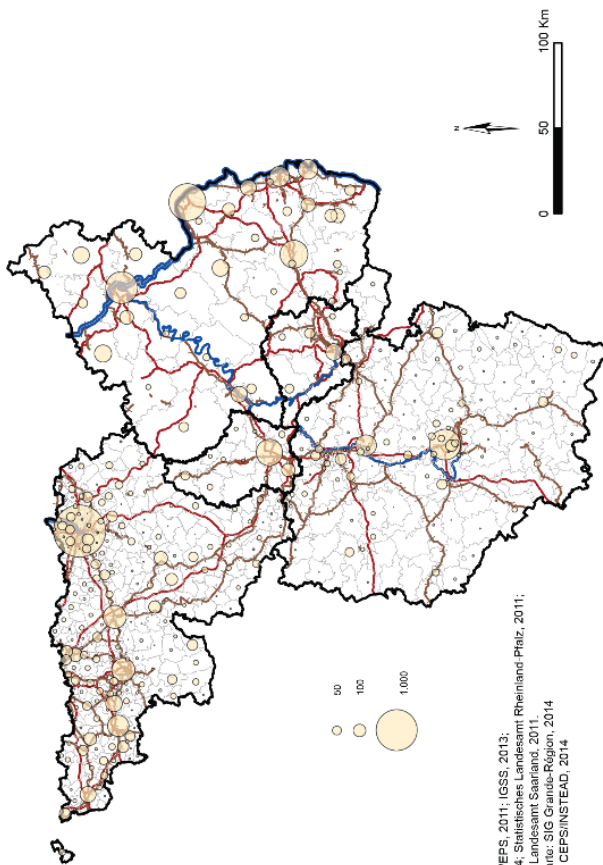 0 50 100 Km
N
50
100
1.000
EPS, 2011; IGSS, 2013;
4; Statistisches Landesamt Rheinland-Pfalz, 2011;
Landesamt Saarland, 2011.
rte: SIG Grande-Région, 2014
CEPS/INSTEAD, 2014